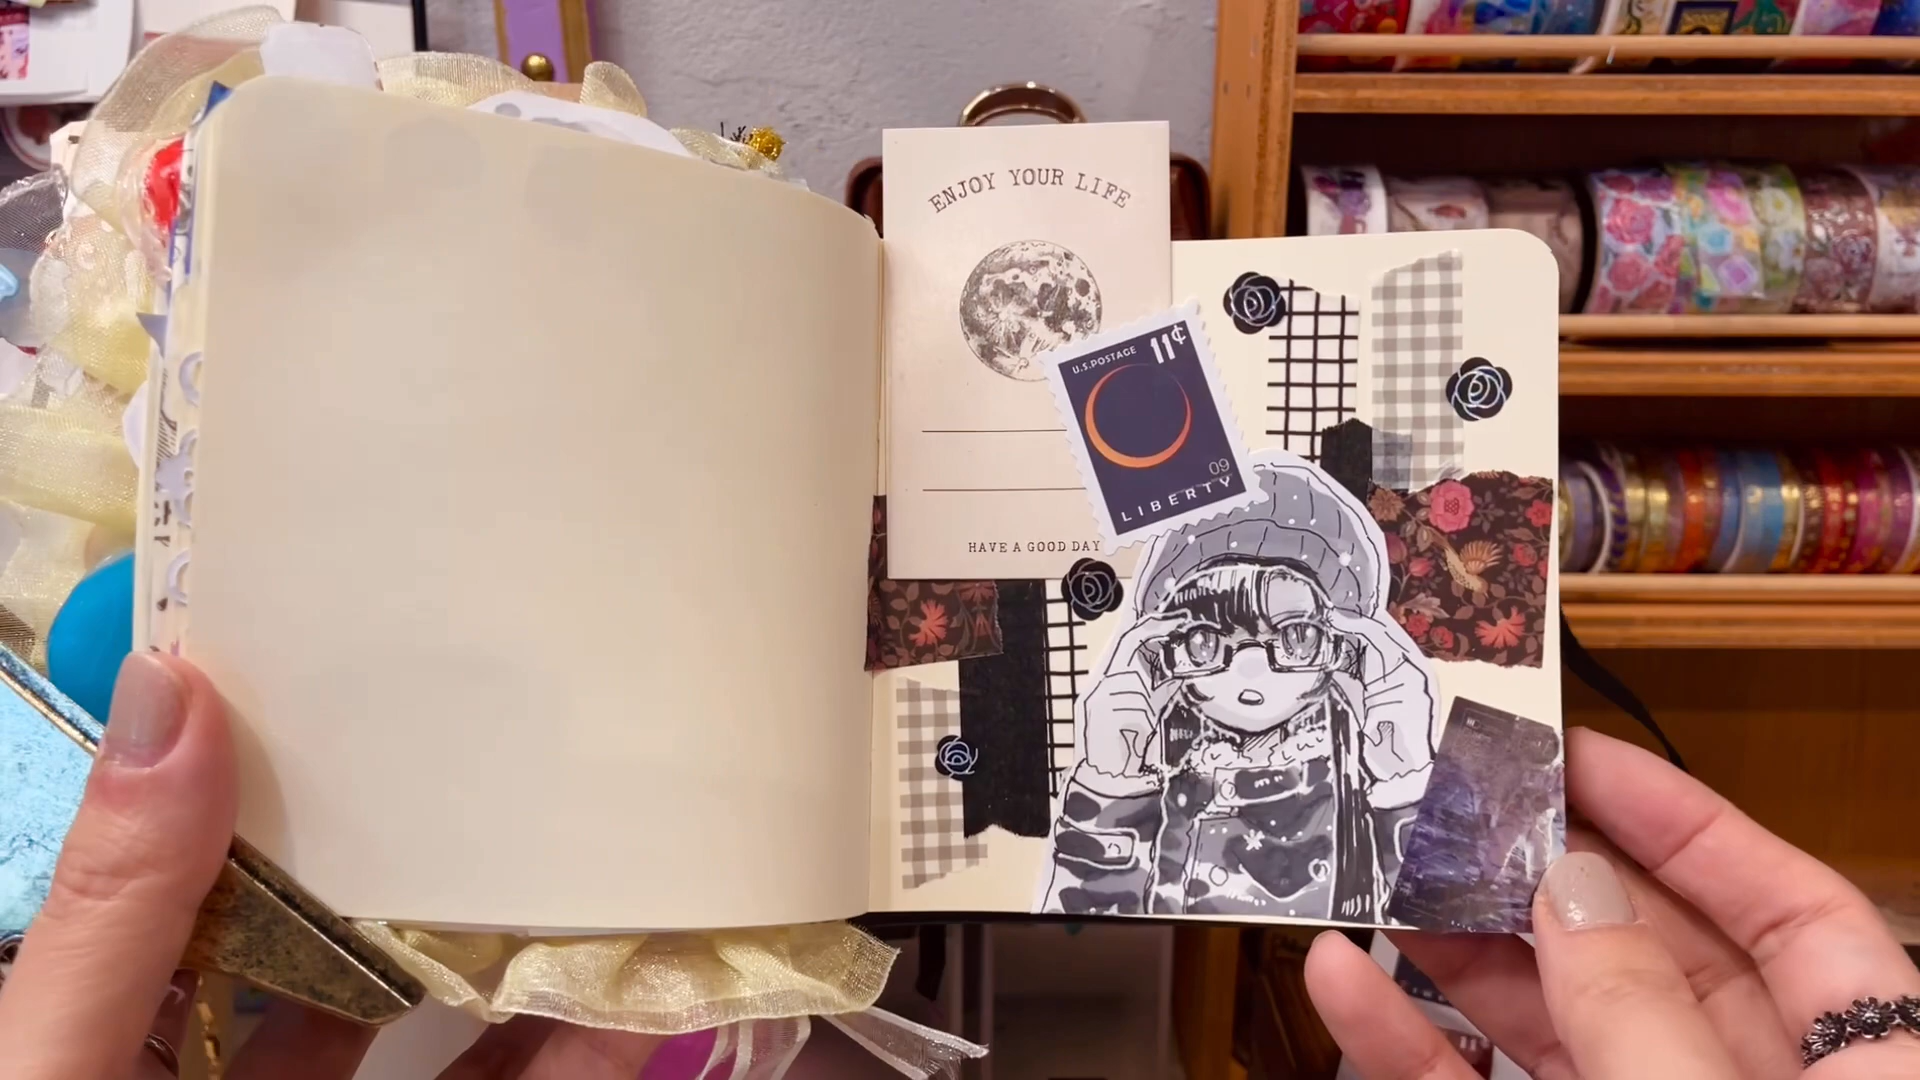 ENJOY YOUR LIFE
U.S.POSTAGE 11¢
09
LIBERTY
HAVE A GOOD DAY